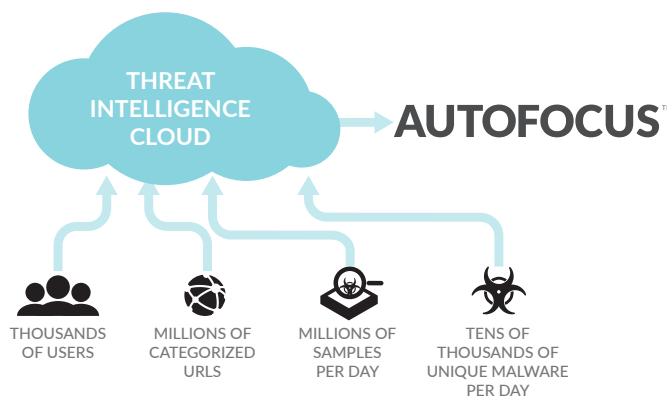 THREAT
INTELLIGENCE
CLOUD
AUTOFOCUS
THOUSANDS
OF USERS
MILLIONS OF
CATEGORIZED
URLS
MILLIONS OF
SAMPLES
PER DAY
TENS OF
THOUSANDS OF
UNIQUE MALWARE
PER DAY